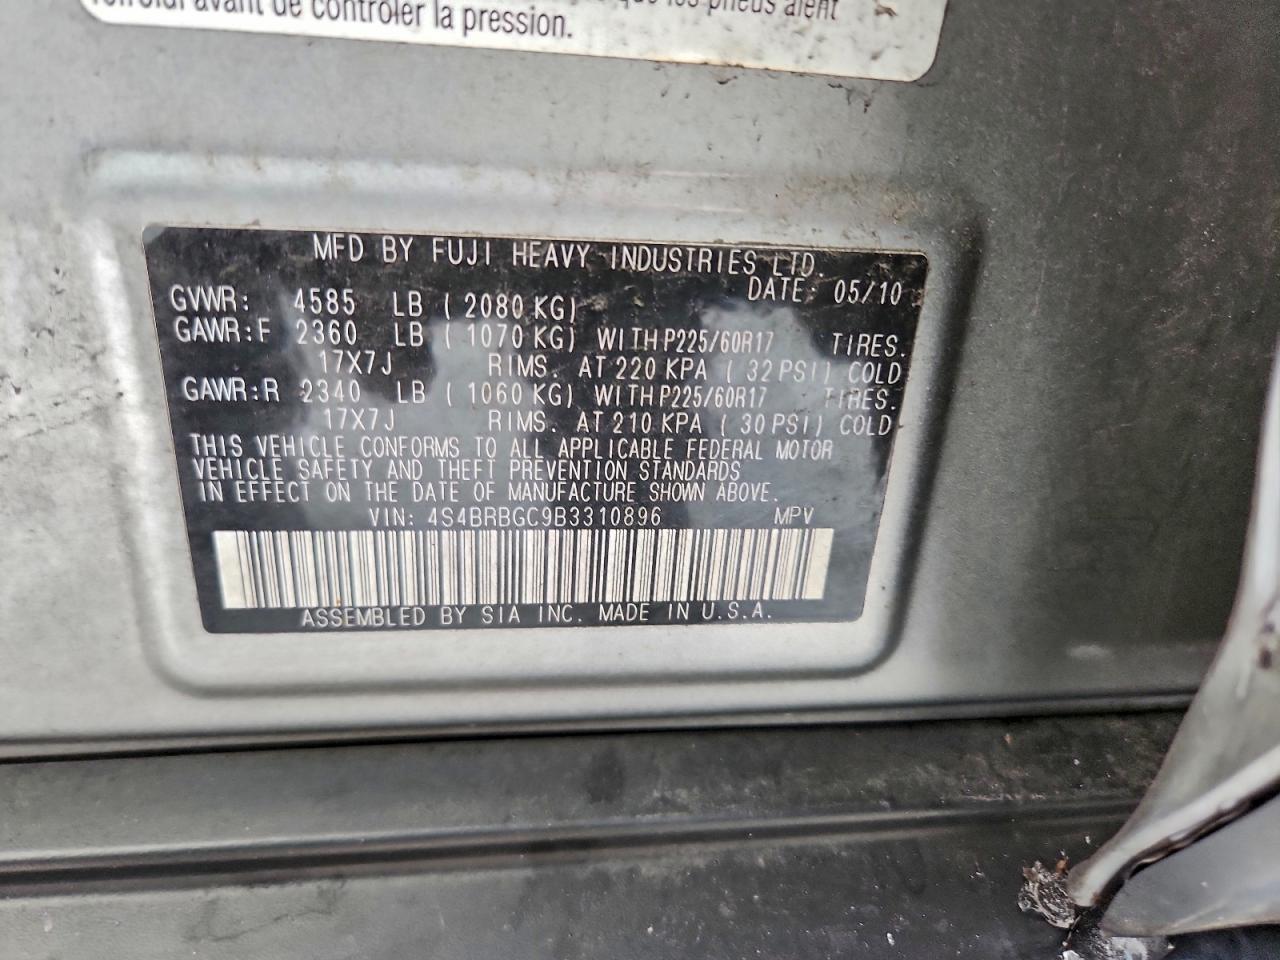 que les pneus aient
avant de contrôler la pression.
MFD BY FUJI HEAVY INDUSTRIES LTD.
DATE: 05/10
GVWR: 4585 LB ( 2080 KG)
GAWR:F 2360 LB ( 1070 KG) WITH P225/60R17 TIRES.
17X7J RIMS. AT 220 KPA ( 32 PSI) COLD
GAWR:R 2340 LB ( 1060 KG) WITH P225/60R17 TIRES.
17X7J RIMS. AT 210 KPA ( 30 PSI) COLD
THIS VEHICLE CONFORMS TO ALL APPLICABLE FEDERAL MOTOR
VEHICLE SAFETY AND THEFT PREVENTION STANDARDS
IN EFFECT ON THE DATE OF MANUFACTURE SHOWN ABOVE.
VIN: 4S4BRBGC9B3310896 MPV
ASSEMBLED BY SIA INC. MADE IN U.S.A.